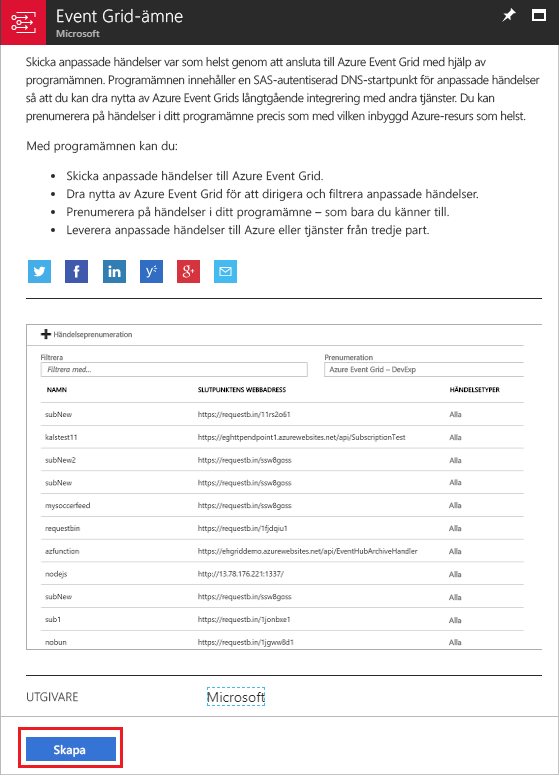 Event Grid-ämne
Microsoft
Skicka anpassade händelser var som helst genom att ansluta till Azure Event Grid med hjälp av
programämnen. Programämnen innehåller en SAS-autentiserad DNS-startpunkt för anpassade händelser
så att du kan dra nytta av Azure Event Grids långtgående integrering med andra tjänster. Du kan
prenumerera på händelser i ditt programämne precis som med vilken inbyggd Azure-resurs som helst.
Med programämnen kan du:
• Skicka anpassade händelser till Azure Event Grid.
• Dra nytta av Azure Event Grid för att dirigera och filtrera anpassade händelser.
• Prenumerera på händelser i ditt programämne – som bara du känner till.
• Leverera anpassade händelser till Azure eller tjänster från tredje part.
f in y g+
Händelseprenumeration
Filtrera Prenumeration
Filtrera med... Azure Event Grid – DevExp
NAMN SLUTPUNKTENS WEBBADRESS HÄNDELSETYPER
subNew https://requestb.in/11rs2o61 Alla
kalstest11 https://eghttpendpoint1.azurewebsites.net/api/SubscriptionTest Alla
subNew2 https://requestb.in/ssw8goss Alla
subNew https://requestb.in/ssw8goss Alla
mysoccerfeed https://requestb.in/ssw8goss Alla
requestbin https://requestb.in/1fjdqiu1 Alla
azfunction https://ehgriddemo.azurewebsites.net/api/EventHubArchiveHandler Alla
nodejs http://13.78.176.221:1337/ Alla
subNew https://requestb.in/ssw8goss Alla
sub1 https://requestb.in/1jonbxe1 Alla
nobun https://requestb.in/1jgww8d1 Alla
UTGIVARE Microsoft
Skapa